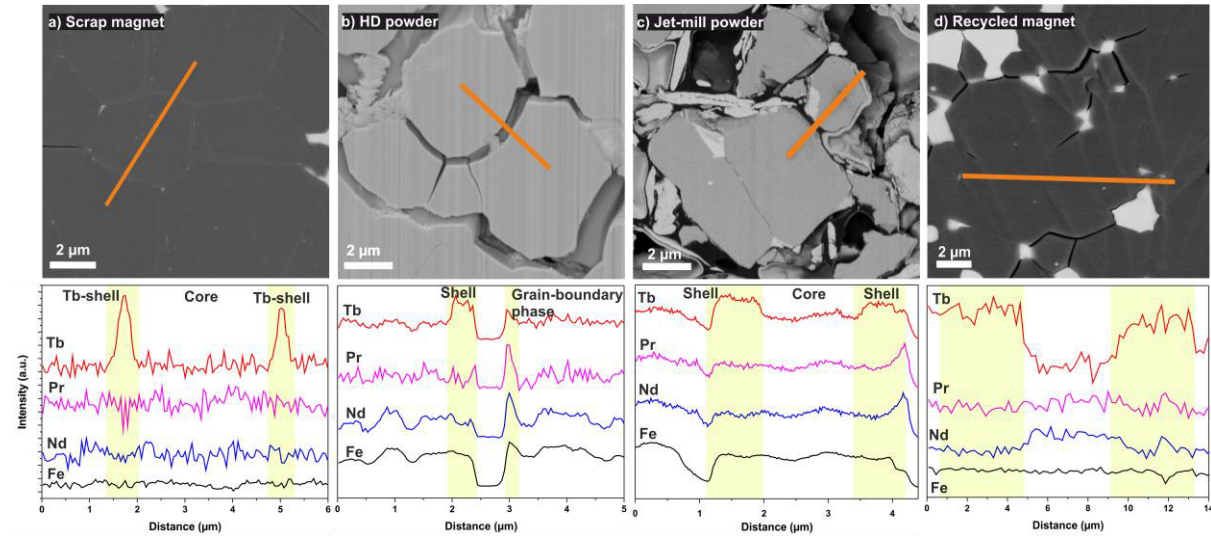 a) Scrap magnet
b) HD powder
c) Jet-mill powder
d) Recycled magnet
2 µm
2 µm
2 µm
2 µm
Tb-shell Core Tb-shell
Tb
Pr
Nd
Fe
Intensity (a.u.)
0 1 2 3 4 5 6
Distance (µm)
Shell Grain-boundary
phase
Tb
Pr
Nd
Fe
0 1 2 3 4 5
Distance (µm)
Shell Core Shell
Tb
Pr
Nd
Fe
0 1 2 3 4
Distance (µm)
Tb
Pr
Nd
Fe
0 2 4 6 8 10 12 14
Distance (µm)